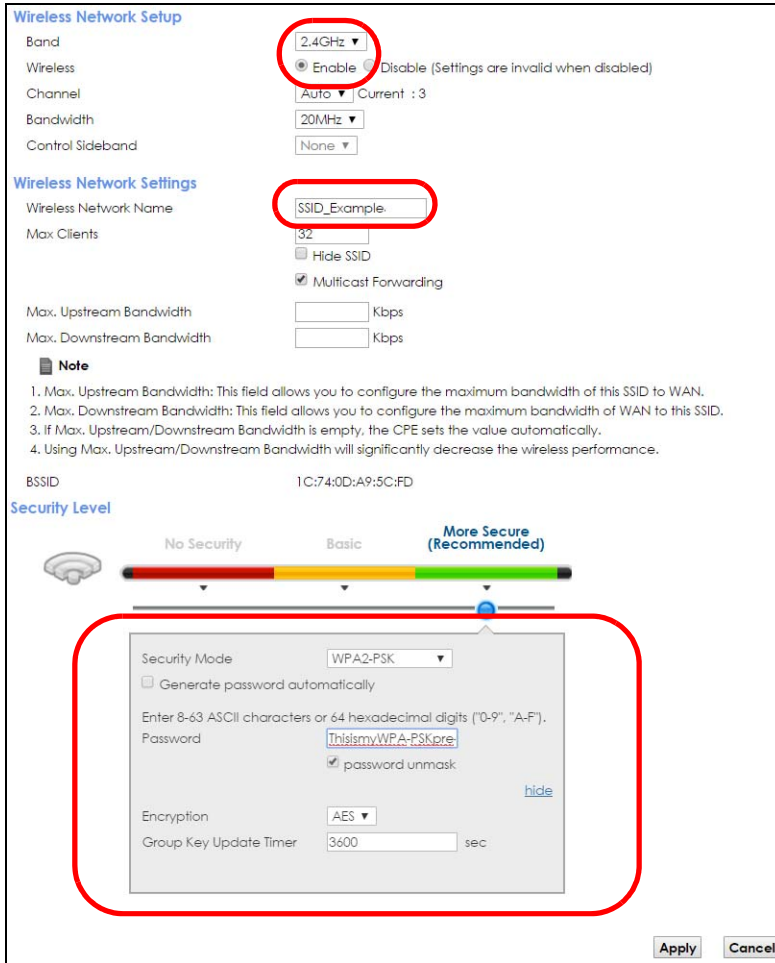 Wireless Network Setup
Band 2.4GHz
Wireless Enable Disable (Settings are invalid when disabled)
Channel Auto Current : 3
Bandwidth 20MHz
Control Sideband None
Wireless Network Settings
Wireless Network Name SSID_Example-
Max Clients 32
Hide SSID
Multicast Forwarding
Max. Upstream Bandwidth Kbps
Max. Downstream Bandwidth Kbps
Note
1. Max. Upstream Bandwidth: This field allows you to configure the maximum bandwidth of this SSID to WAN.
2. Max. Downstream Bandwidth: This field allows you to configure the maximum bandwidth of WAN to this SSID.
3. If Max. Upstream/Downstream Bandwidth is empty, the CPE sets the value automatically.
4. Using Max. Upstream/Downstream Bandwidth will significantly decrease the wireless performance.
BSSID 1C:74:0D:A9:5C:FD
Security Level
No Security Basic More Secure
(Recommended)
Security Mode WPA2-PSK
Generate password automatically
Enter 8-63 ASCII characters or 64 hexadecimal digits ("0-9", "A-F").
Password ThisismyWPA-PSKpre-
password unmask
hide
Encryption AES
Group Key Update Timer 3600 sec
Apply Cancel